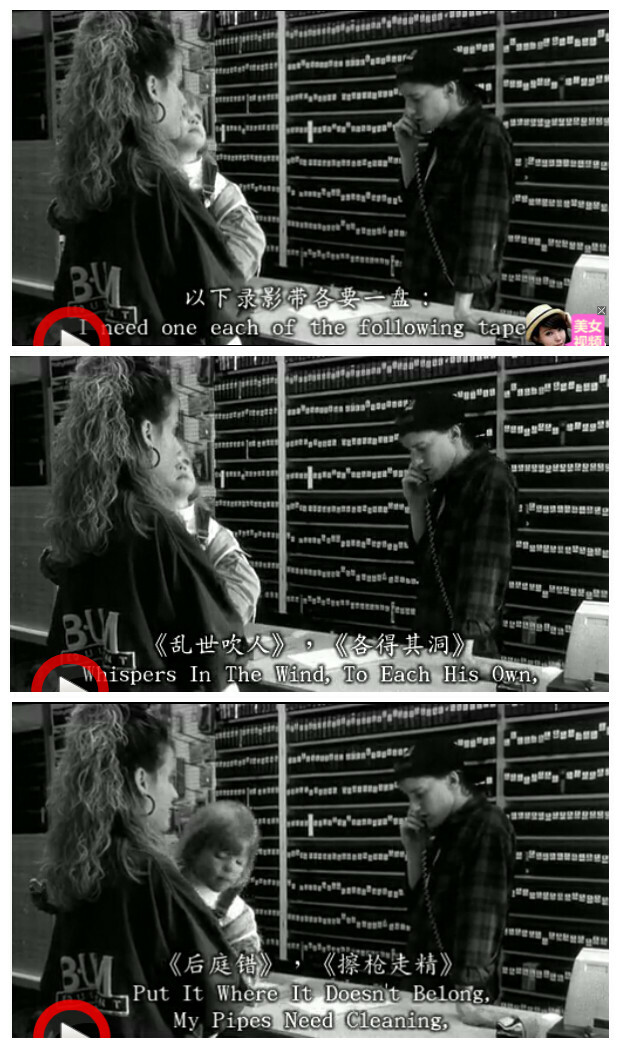 以下录影带各要一盘：
I need one each of the following tape
美女
视频
《乱世吹人》，《各得其洞》
Whispers In The Wind, To Each His Own,
《后庭错》，《擦枪走精》
Put It Where It Doesn't Belong,
My Pipes Need Cleaning,